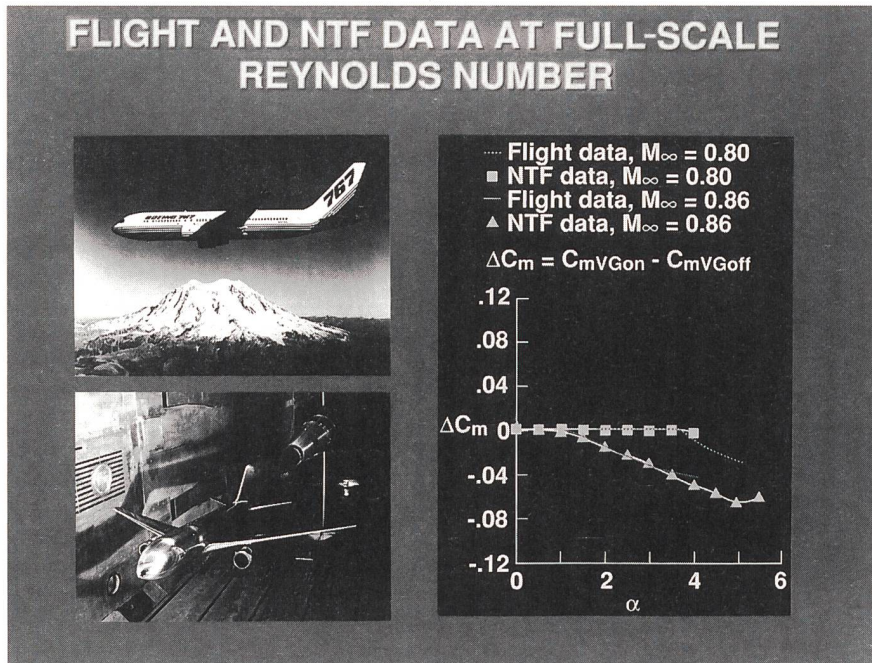 FLIGHT AND NTF DATA AT FULL-SCALE
REYNOLDS NUMBER
BOEING 767
767
Flight data, M∞ = 0.80
NTF data, M∞ = 0.80
Flight data, M∞ = 0.86
NTF data, M∞ = 0.86
ΔCm = CmVGon - CmVGoff
.12
.08
.04
ΔCm 0
-.04
-.08
-.12
0 2 4 6
α